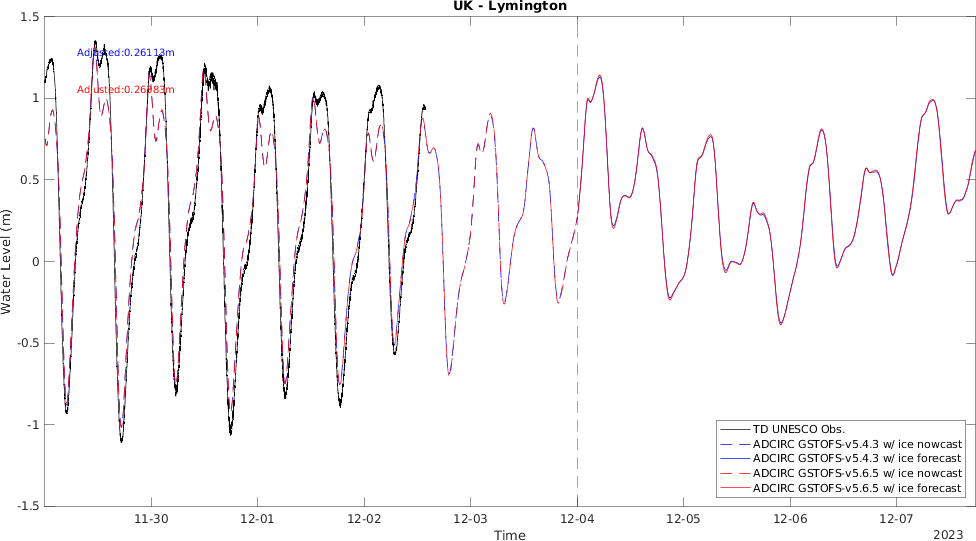 UK - Lymington
1.5
1
0.5
0
-0.5
-1
-1.5
Water Level (m)
Adjusted:0.26113m
Adjusted:0.26983m
11-30
12-01
12-02
12-03
12-04
12-05
12-06
12-07
Time
2023
TD UNESCO Obs.
ADCIRC GSTOFS-v5.4.3 w/ ice nowcast
ADCIRC GSTOFS-v5.4.3 w/ ice forecast
ADCIRC GSTOFS-v5.6.5 w/ ice nowcast
ADCIRC GSTOFS-v5.6.5 w/ ice forecast